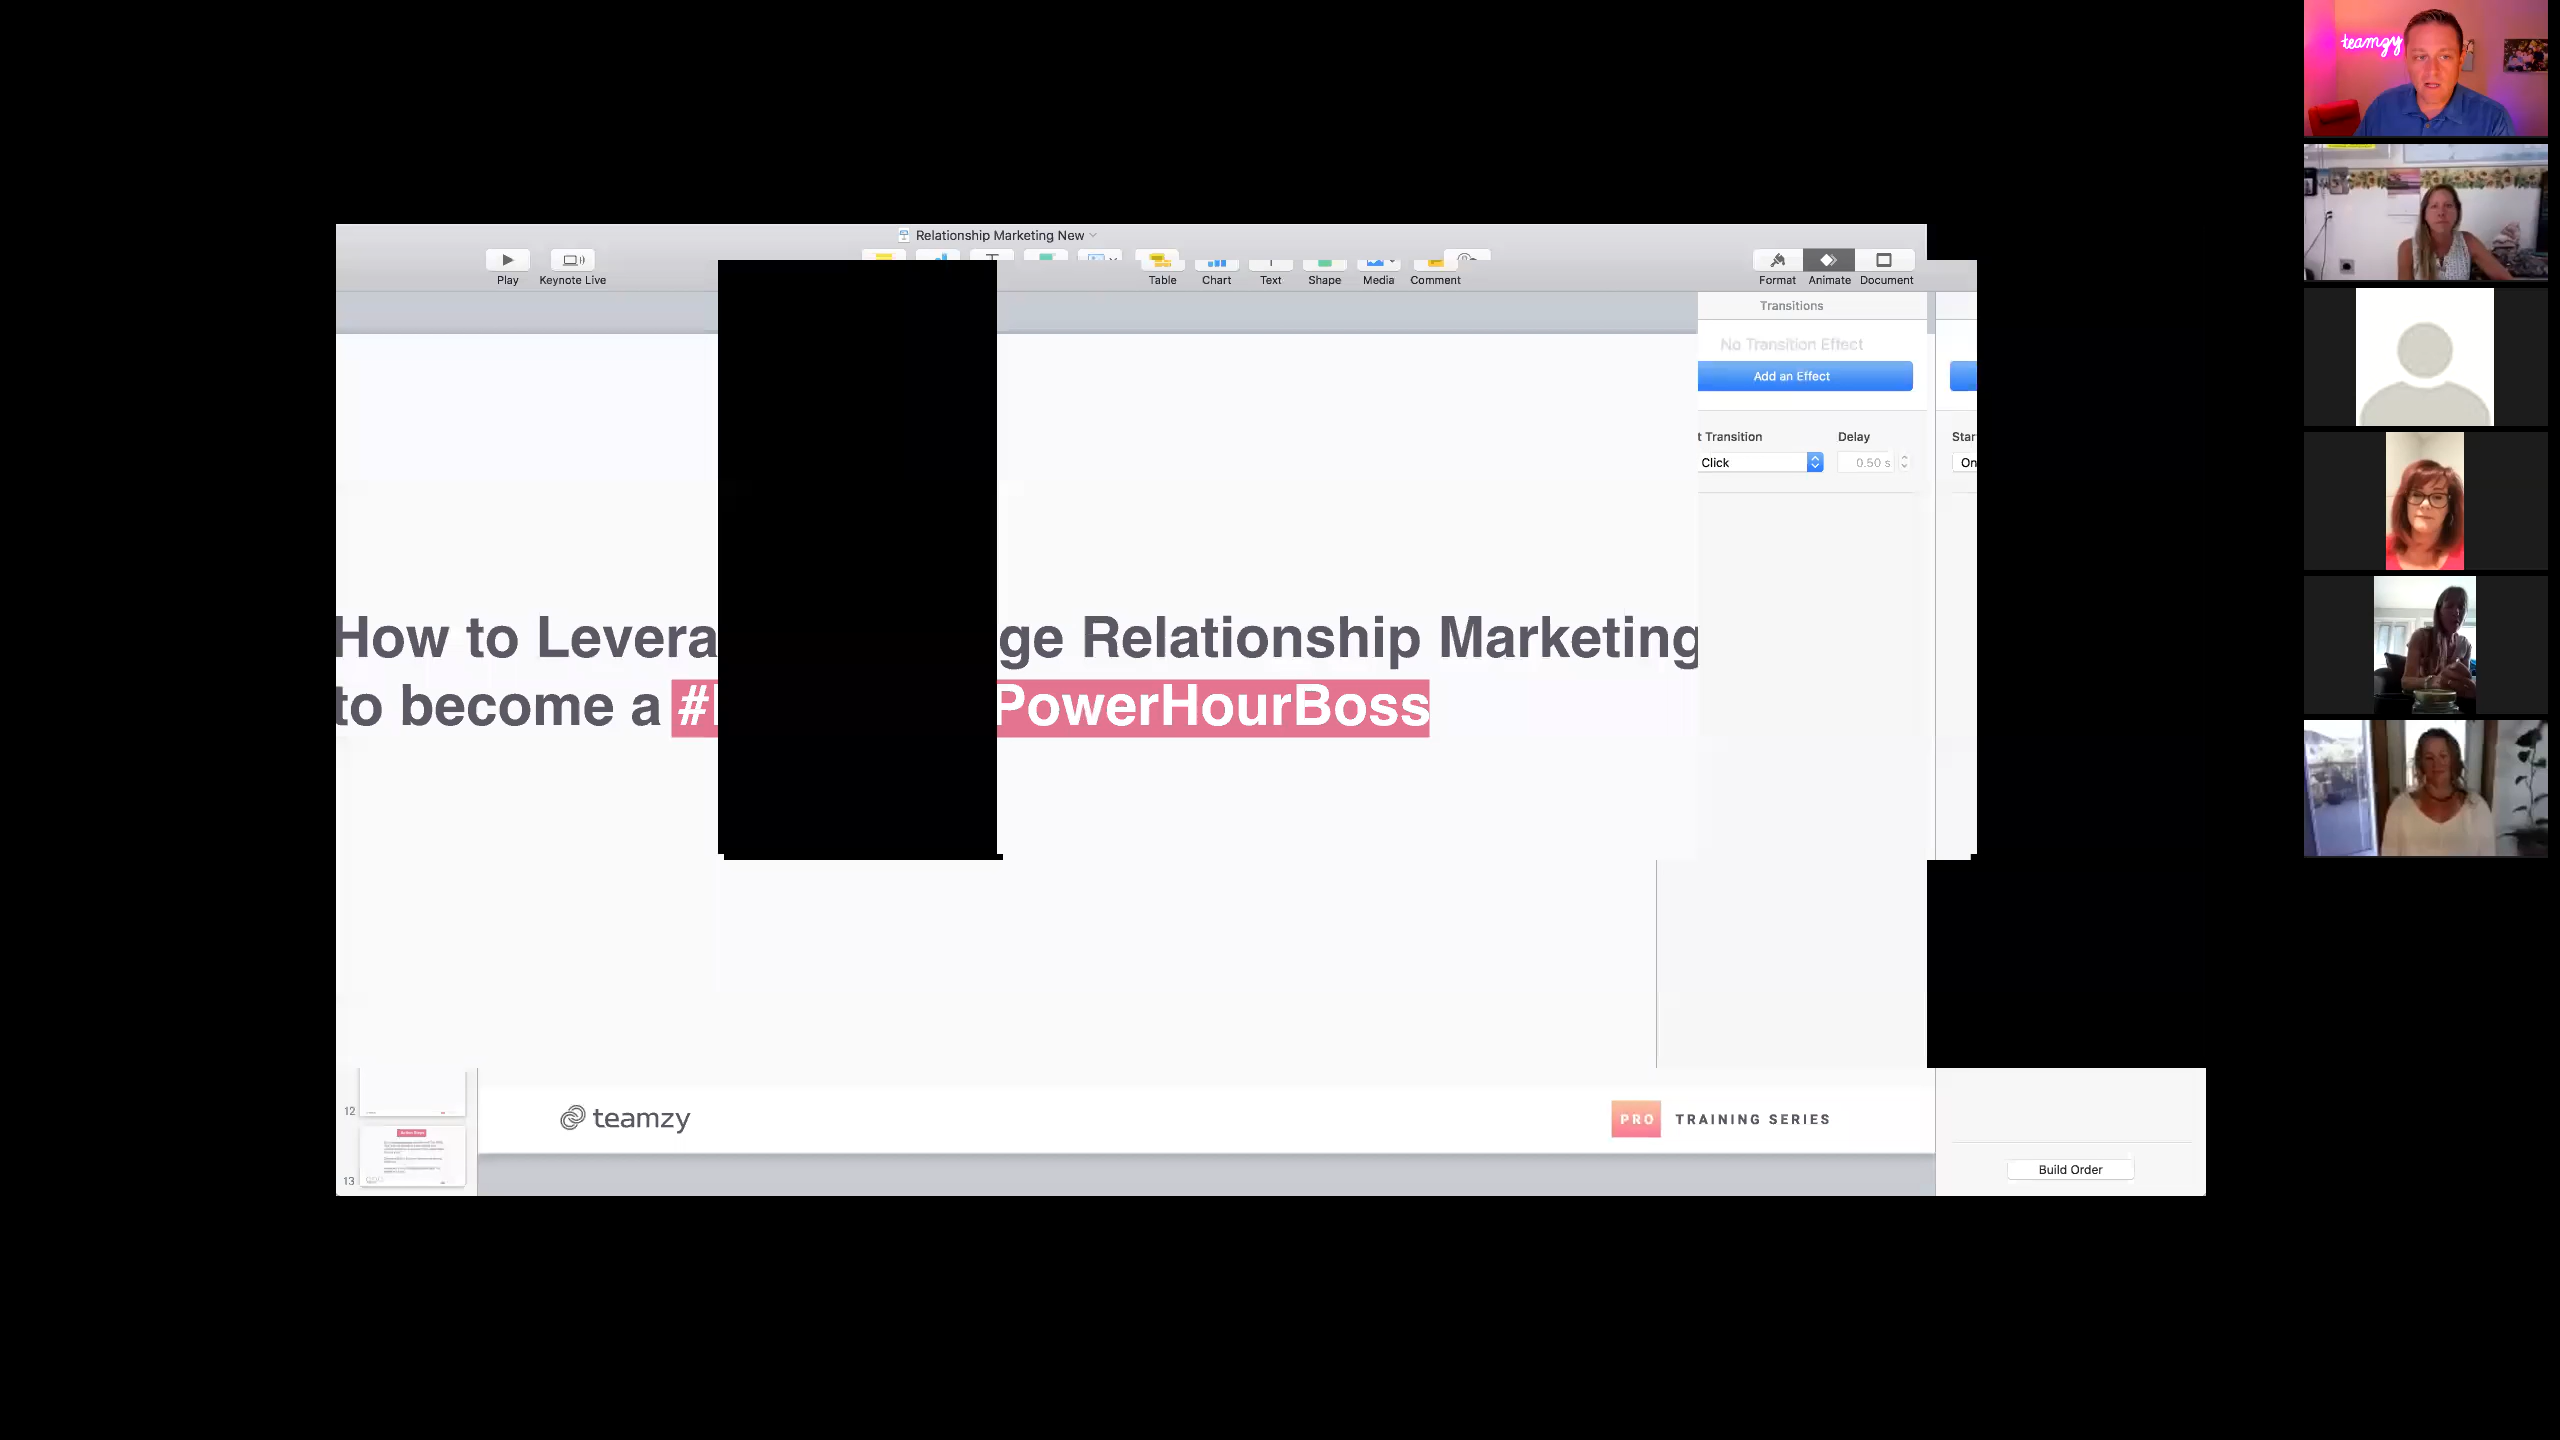 teamzy
Relationship Marketing New
Play
Keynote Live
Table
Chart
Text
Shape
Media
Comment
Format
Animate
Document
Transitions
No Transition Effect
Add an Effect
t Transition
Delay
Star
Click
0.50 s
On
How to Levera ge Relationship Marketing
to become a # PowerHourBoss
12
13
teamzy
PRO TRAINING SERIES
Build Order